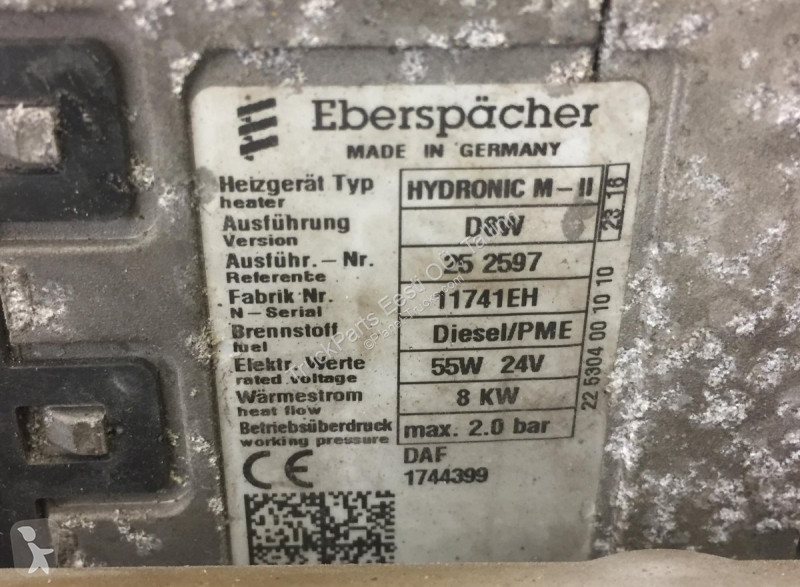 Eberspächer
MADE IN GERMANY
Heizgerät Typ HYDRONIC M-II
heater
Ausführung D8W
Version
Ausführ.-Nr. 25 2597
Referente
Fabrik Nr. 11741EH
N-Serial
Brennstoff Diesel/PME
fuel
Elektr. Werte 55W 24V
rated voltage
Wärmestrom 8 KW
heat flow
Betriebsüberdruck max. 2.0 bar
working pressure
DAF
1744399
CE
23 16
22 5304 00 10 10